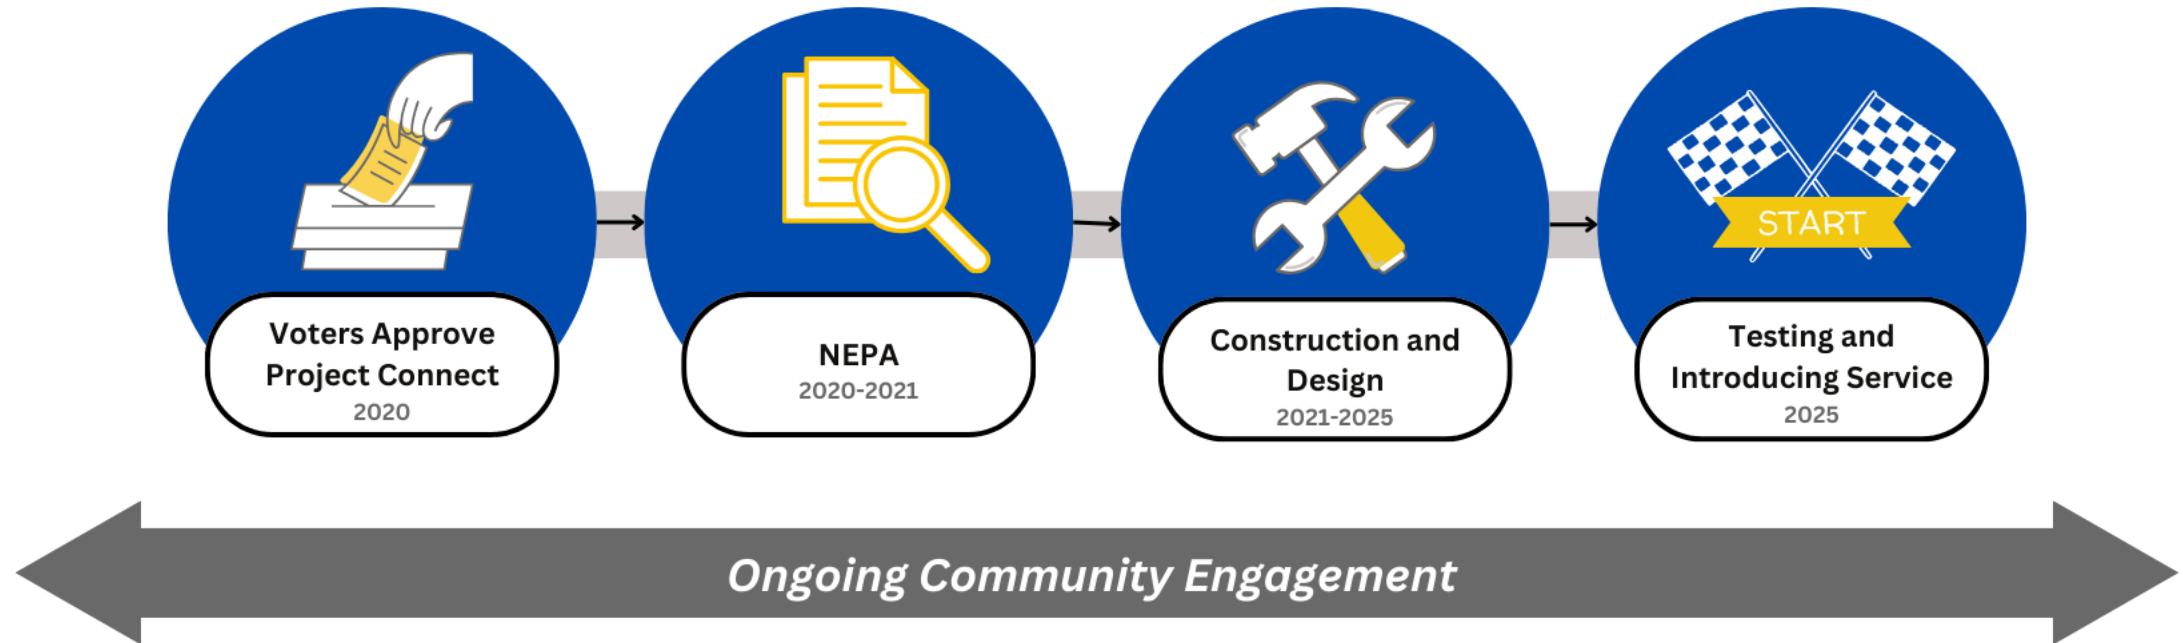 START
Voters Approve
Project Connect
2020
NEPA
2020-2021
Construction and
Design
2021-2025
Testing and
Introducing Service
2025
Ongoing Community Engagement